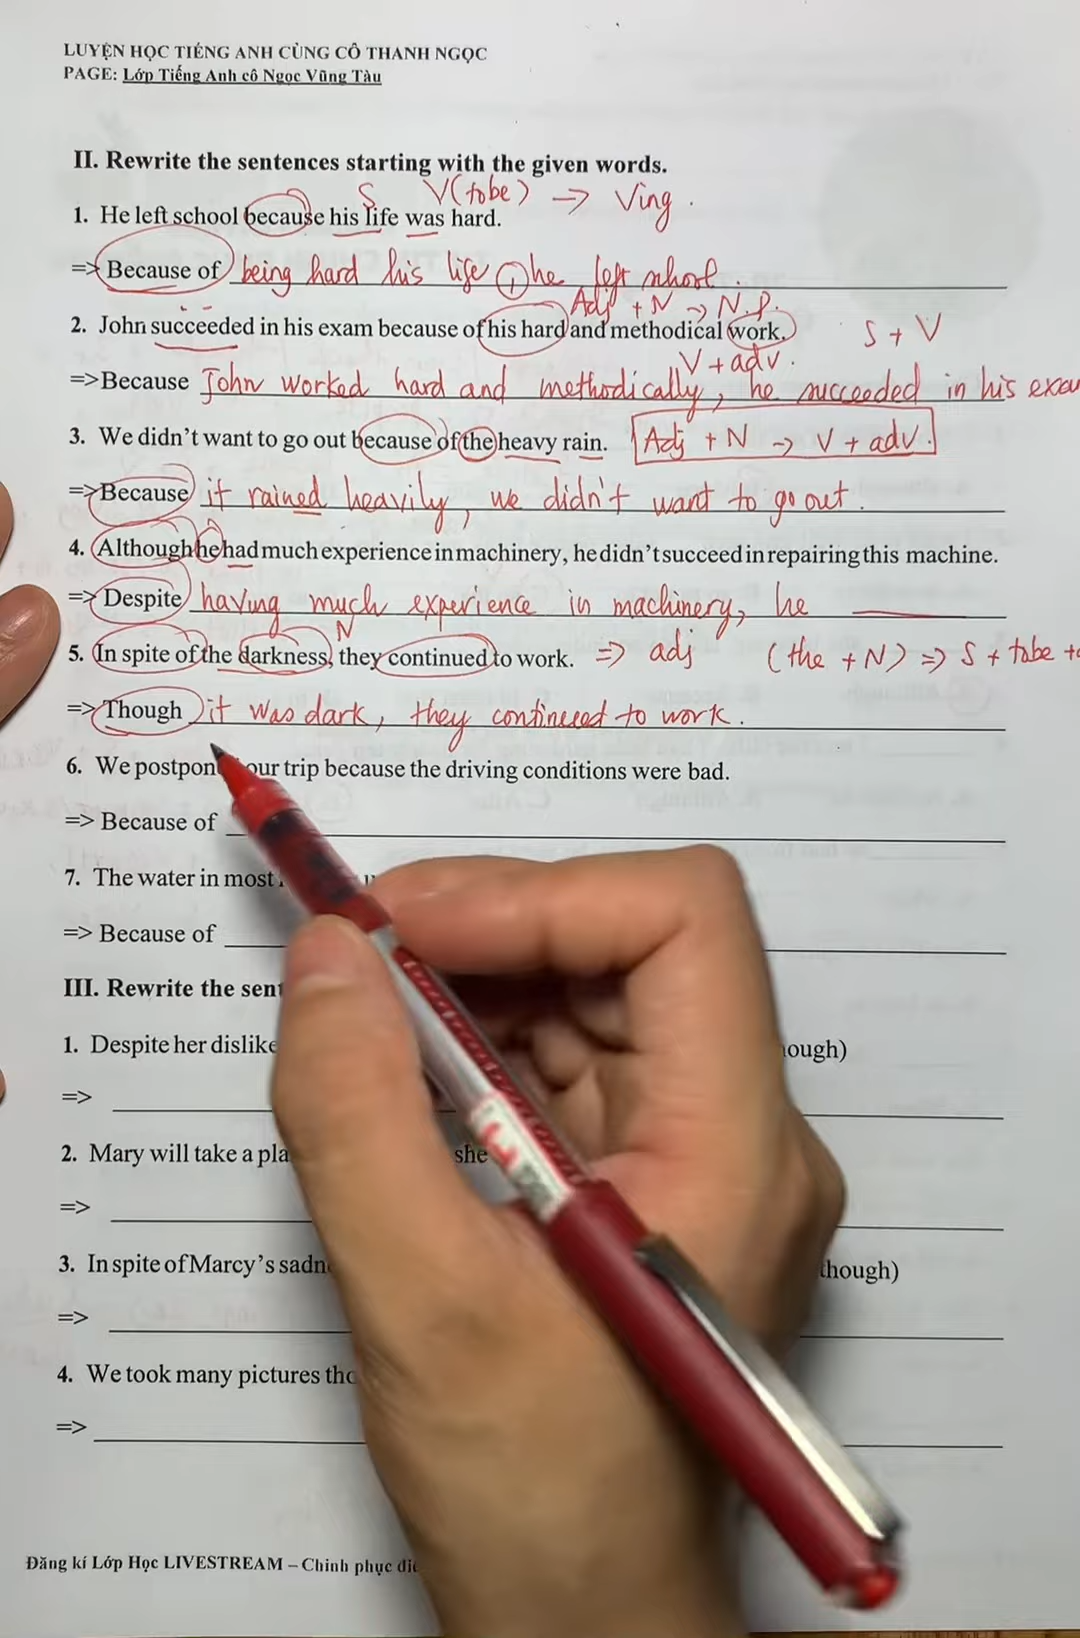 LUYỆN HỌC TIẾNG ANH CÙNG CÔ THANH NGỌC
PAGE: Lớp Tiếng Anh cô Ngọc Vũng Tàu
II. Rewrite the sentences starting with the given words.
S V(tobe) -> Ving.
1. He left school because his life was hard.
=> Because of being hard his life , he left school.
Adj + N -> N.P.
2. John succeeded in his exam because of his hard and methodical work. S + V
V + adv.
=>Because John worked hard and methodically, he succeeded in his exam
3. We didn't want to go out because of the heavy rain. Adj + N -> V + adv.
=>Because it rained heavily, we didn't want to go out.
4. Although he had much experience in machinery, he didn't succeed in repairing this machine.
=> Despite having much experience in machinery, he
N
5. In spite of the darkness, they continued to work. => adj (the + N) => S + tobe +
=> Though it was dark, they continued to work.
6. We our trip because the driving conditions were bad.
=> Because of
7. The water in most
=> Because of
III. Rewrite the
1. Despite her
=>
2. Mary will take a she
=>
3. In spite of Marcy's
=>
4. We took many pictures
=>
Đăng kí Lớp Học LIVESTREAM – Chinh phục